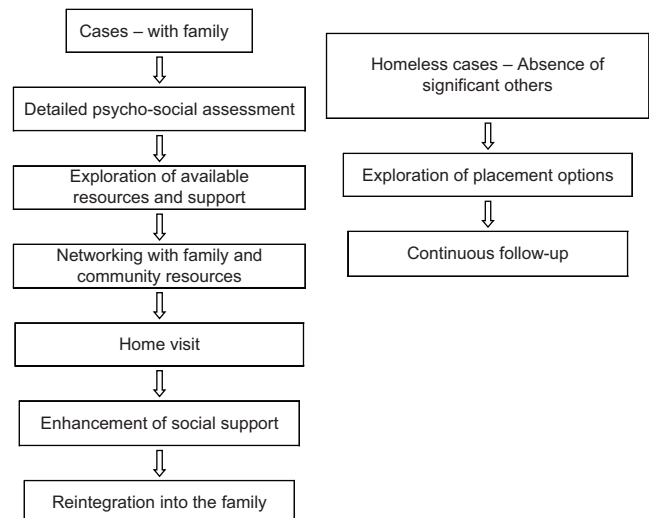 Cases – with family
Detailed psycho-social assessment
Exploration of available
resources and support
Networking with family and
community resources
Home visit
Enhancement of social support
Reintegration into the family
Homeless cases – Absence of
significant others
Exploration of placement options
Continuous follow-up